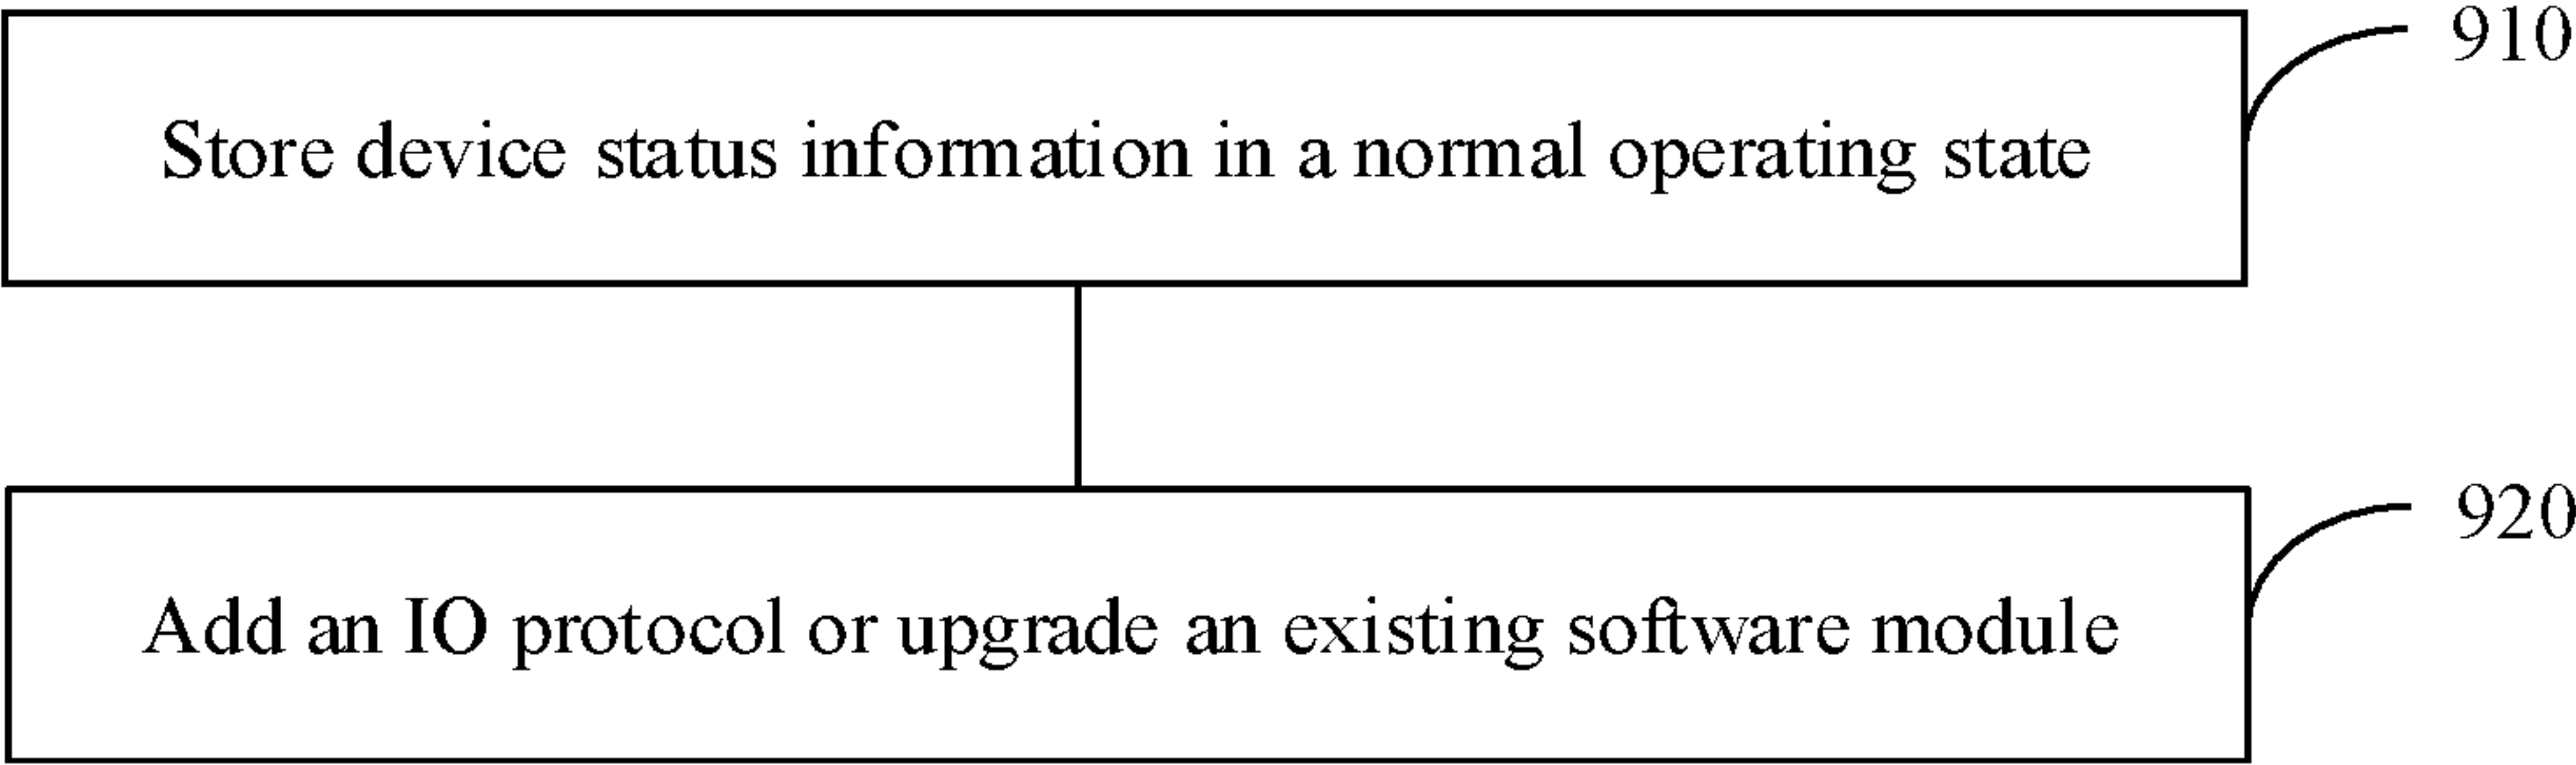 910
Store device status information in a normal operating state
920
Add an IO protocol or upgrade an existing software module